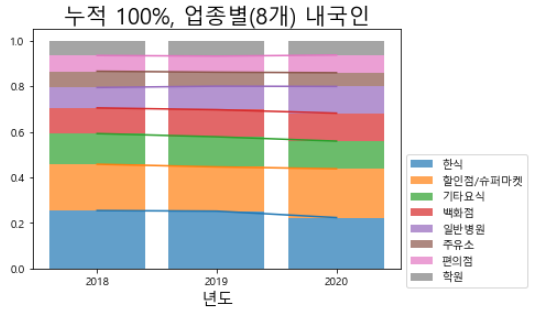 누적 100%, 업종별(8개) 내국인
1.0
0.8
0.6
0.4
0.2
0.0
2018 2019 2020
년도
한식
할인점/슈퍼마켓
기타요식
백화점
일반병원
주유소
편의점
학원